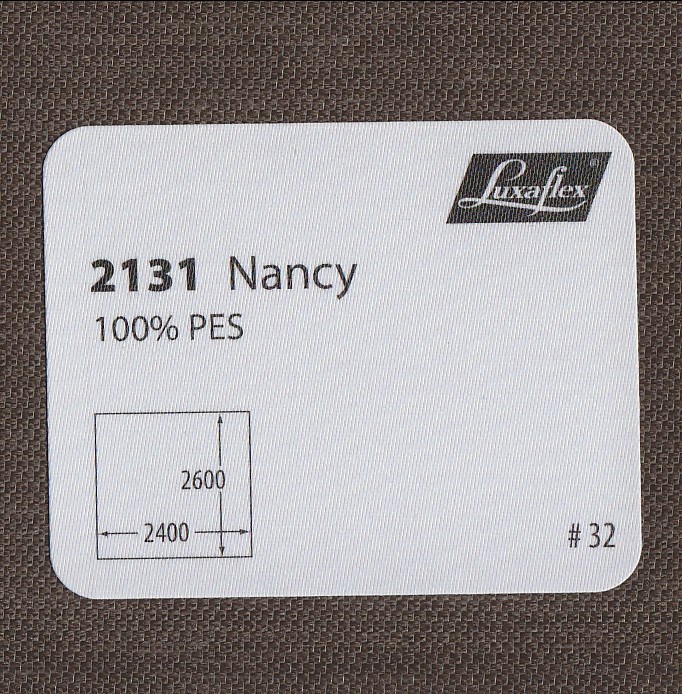 Luxaflex®
2131 Nancy
100% PES
2600
2400
# 32